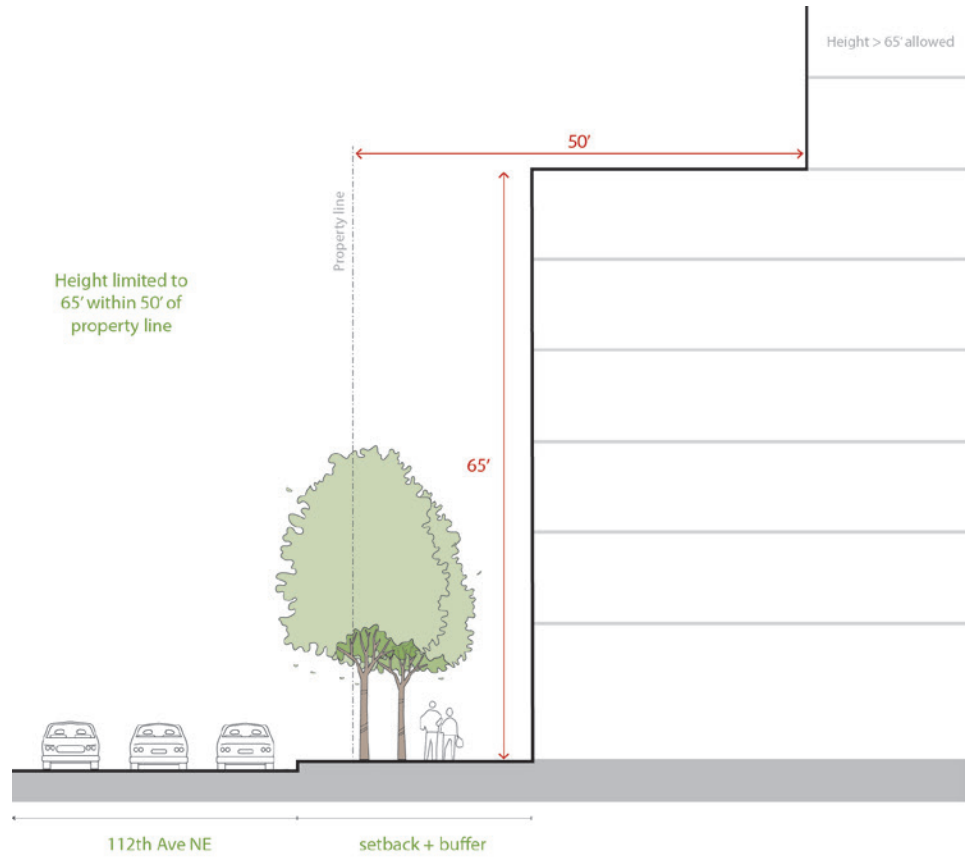 Height > 65' allowed
50'
Property line
Height limited to
65' within 50' of
property line
65'
112th Ave NE
setback + buffer